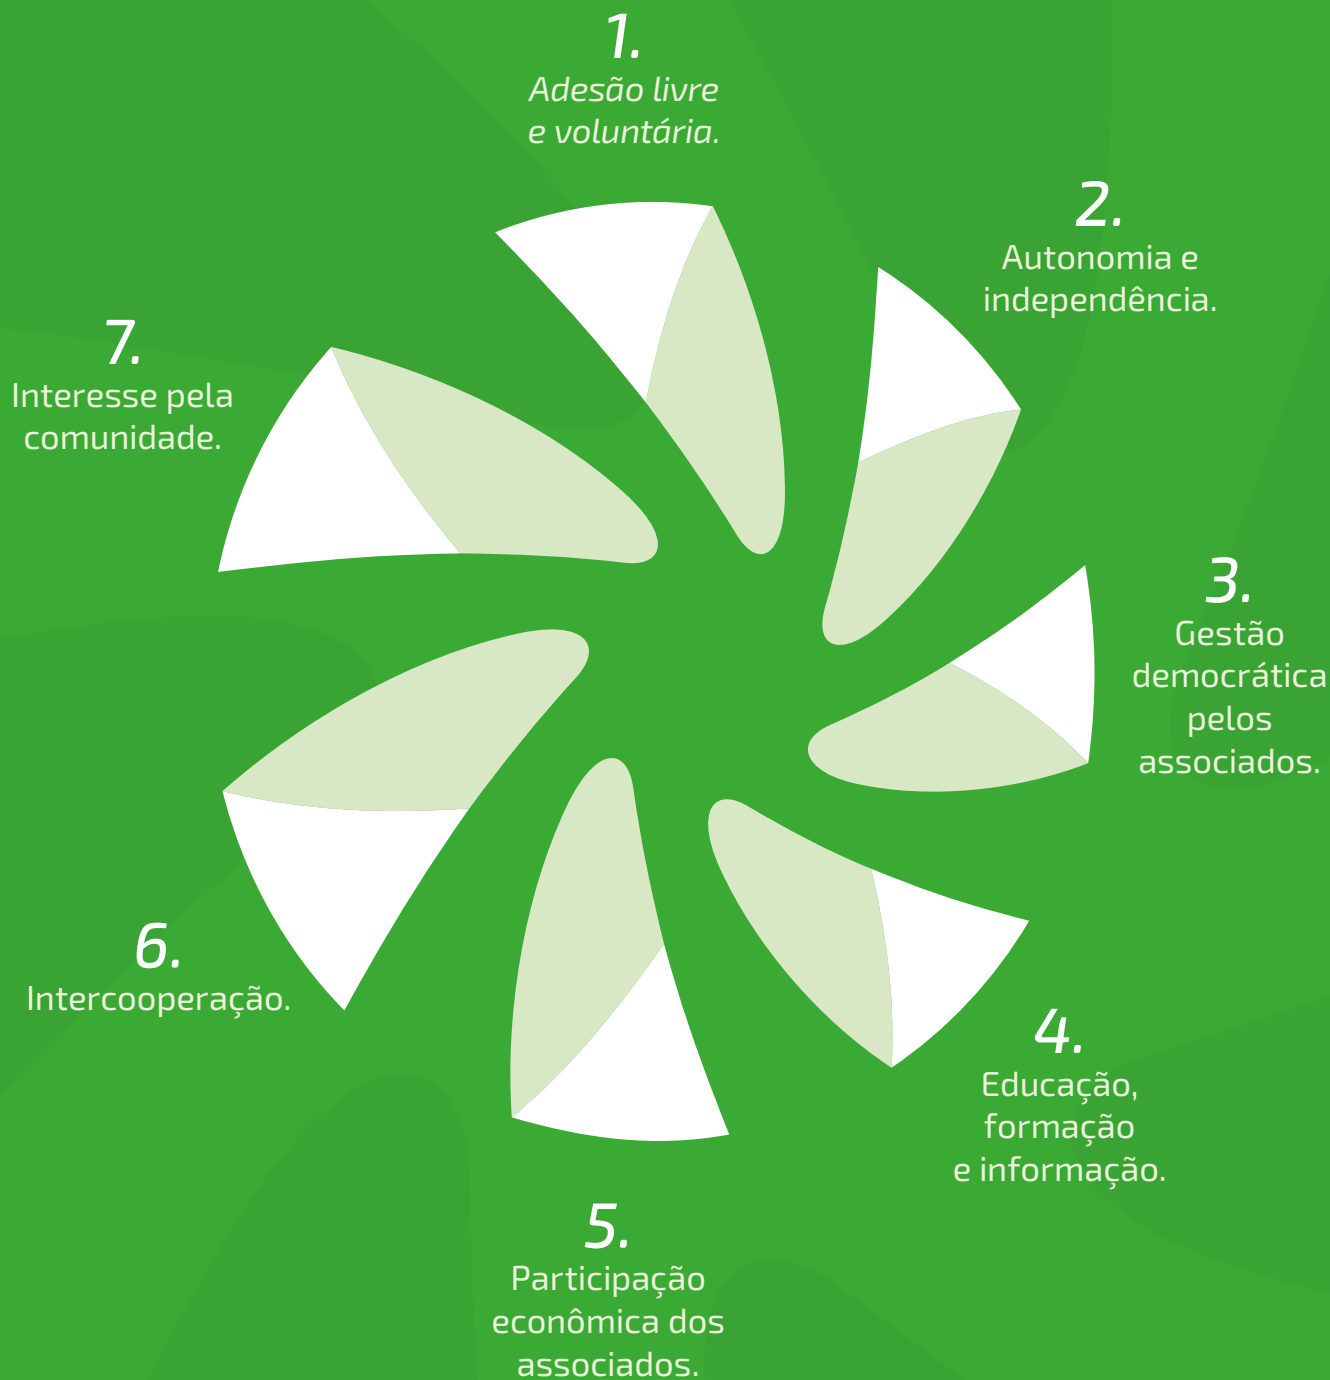 1.
Adesão livre
e voluntária.
2.
Autonomia e
independência.
3.
Gestão
democrática
pelos
associados.
4.
Educação,
formação
e informação.
5.
Participação
econômica dos
associados.
6.
Intercooperação.
7.
Interesse pela
comunidade.